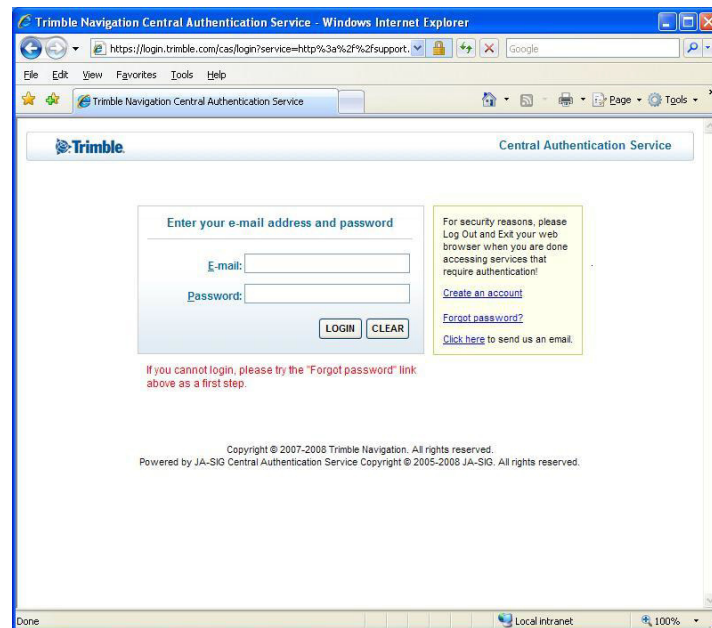 Trimble Navigation Central Authentication Service - Windows Internet Explorer
https://login.trimble.com/cas/login?service=http%3a%2f%2fsupport.
Google
File Edit View Favorites Tools Help
Trimble Navigation Central Authentication Service
Page Tools
Trimble.
Central Authentication Service
Enter your e-mail address and password
E-mail:
Password:
LOGIN CLEAR
For security reasons, please
Log Out and Exit your web
browser when you are done
accessing services that
require authentication!
Create an account
Forgot password?
Click here to send us an email.
If you cannot login, please try the "Forgot password" link
above as a first step.
Copyright © 2007-2008 Trimble Navigation. All rights reserved.
Powered by JA-SIG Central Authentication Service Copyright © 2005-2008 JA-SIG. All rights reserved.
Done
Local intranet
100%